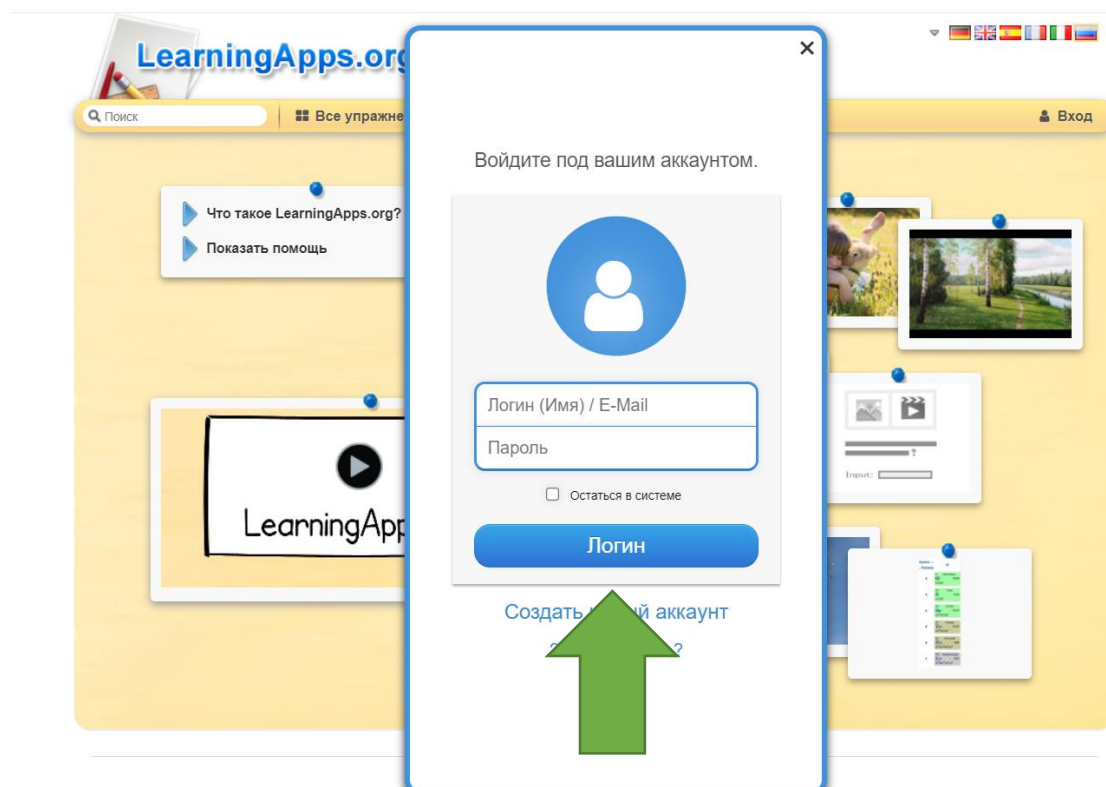 LearningApps.org
Поиск
Все упражне
Вход
Войдите под вашим аккаунтом.
Что такое LearningApps.org?
Показать помощь
Логин (Имя) / E-Mail
Пароль
Остаться в системе
Логин
LearningApp
Input:
Создать аккаунт